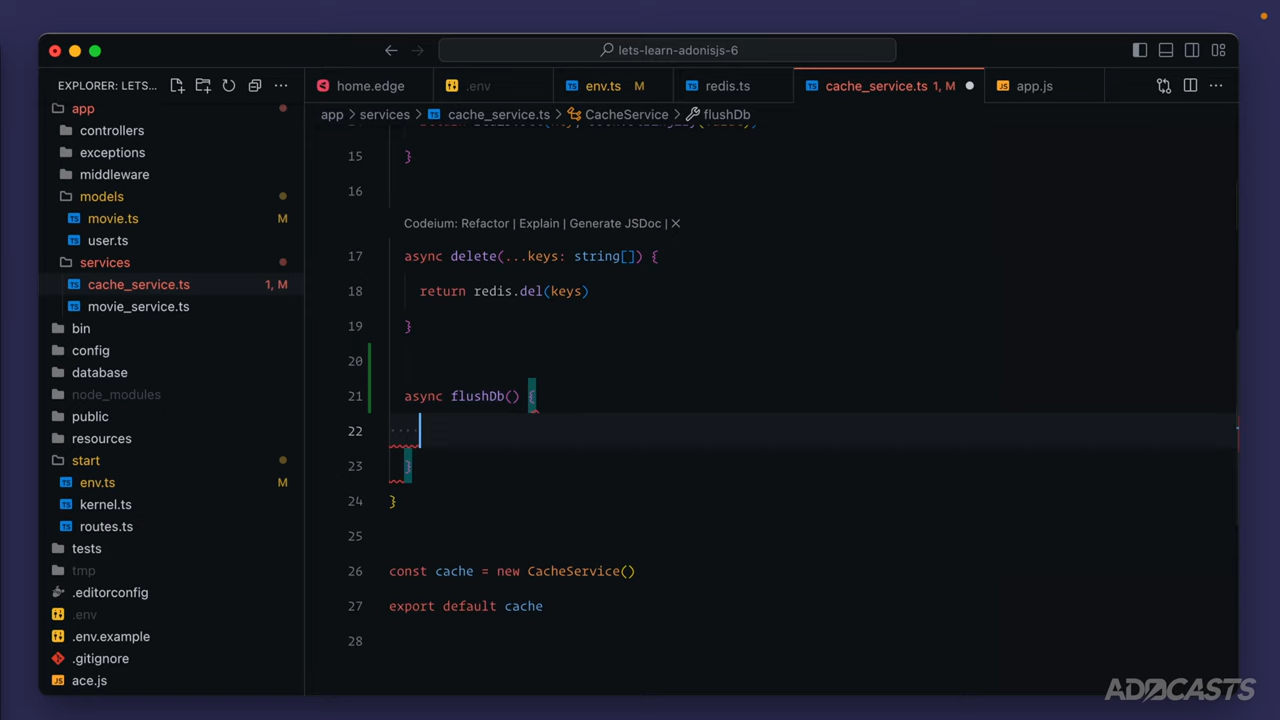 lets-learn-adonisjs-6
EXPLORER: LETS...
home.edge
.env
env.ts M
redis.ts
cache_service.ts 1, M
app.js
app > services > cache_service.ts > CacheService > flushDb
app
controllers
exceptions
middleware
models
movie.ts M
user.ts
services
cache_service.ts 1, M
movie_service.ts
bin
config
database
node_modules
public
resources
start
env.ts M
kernel.ts
routes.ts
tests
tmp
.editorconfig
.env
.env.example
.gitignore
ace.js
15 }
16
Codeium: Refactor | Explain | Generate JSDoc | ✕
17 async delete(...keys: string[]) {
18 return redis.del(keys)
19 }
20
21 async flushDb() {
22
23 }
24 }
25
26 const cache = new CacheService()
27 export default cache
28
ADOCASTS